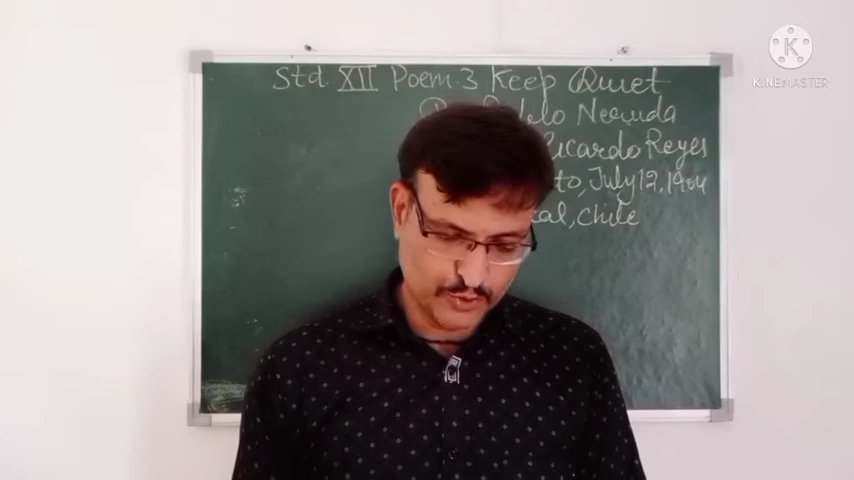 Std. XII Poem.3 Keep Quiet
Neruda
Ricardo Reyes
July 12, 1904
Chile
K
KINEMASTER